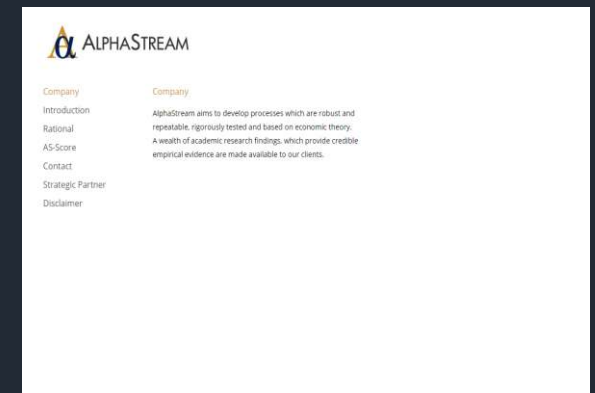 ALPHASTREAM
Company
Introduction
Rational
AS-Score
Contact
Strategic Partner
Disclaimer
Company
AlphaStream aims to develop processes which are robust and
repeatable, rigorously tested and based on economic theory.
A wealth of academic research findings, which provide credible
empirical evidence are made available to our clients.